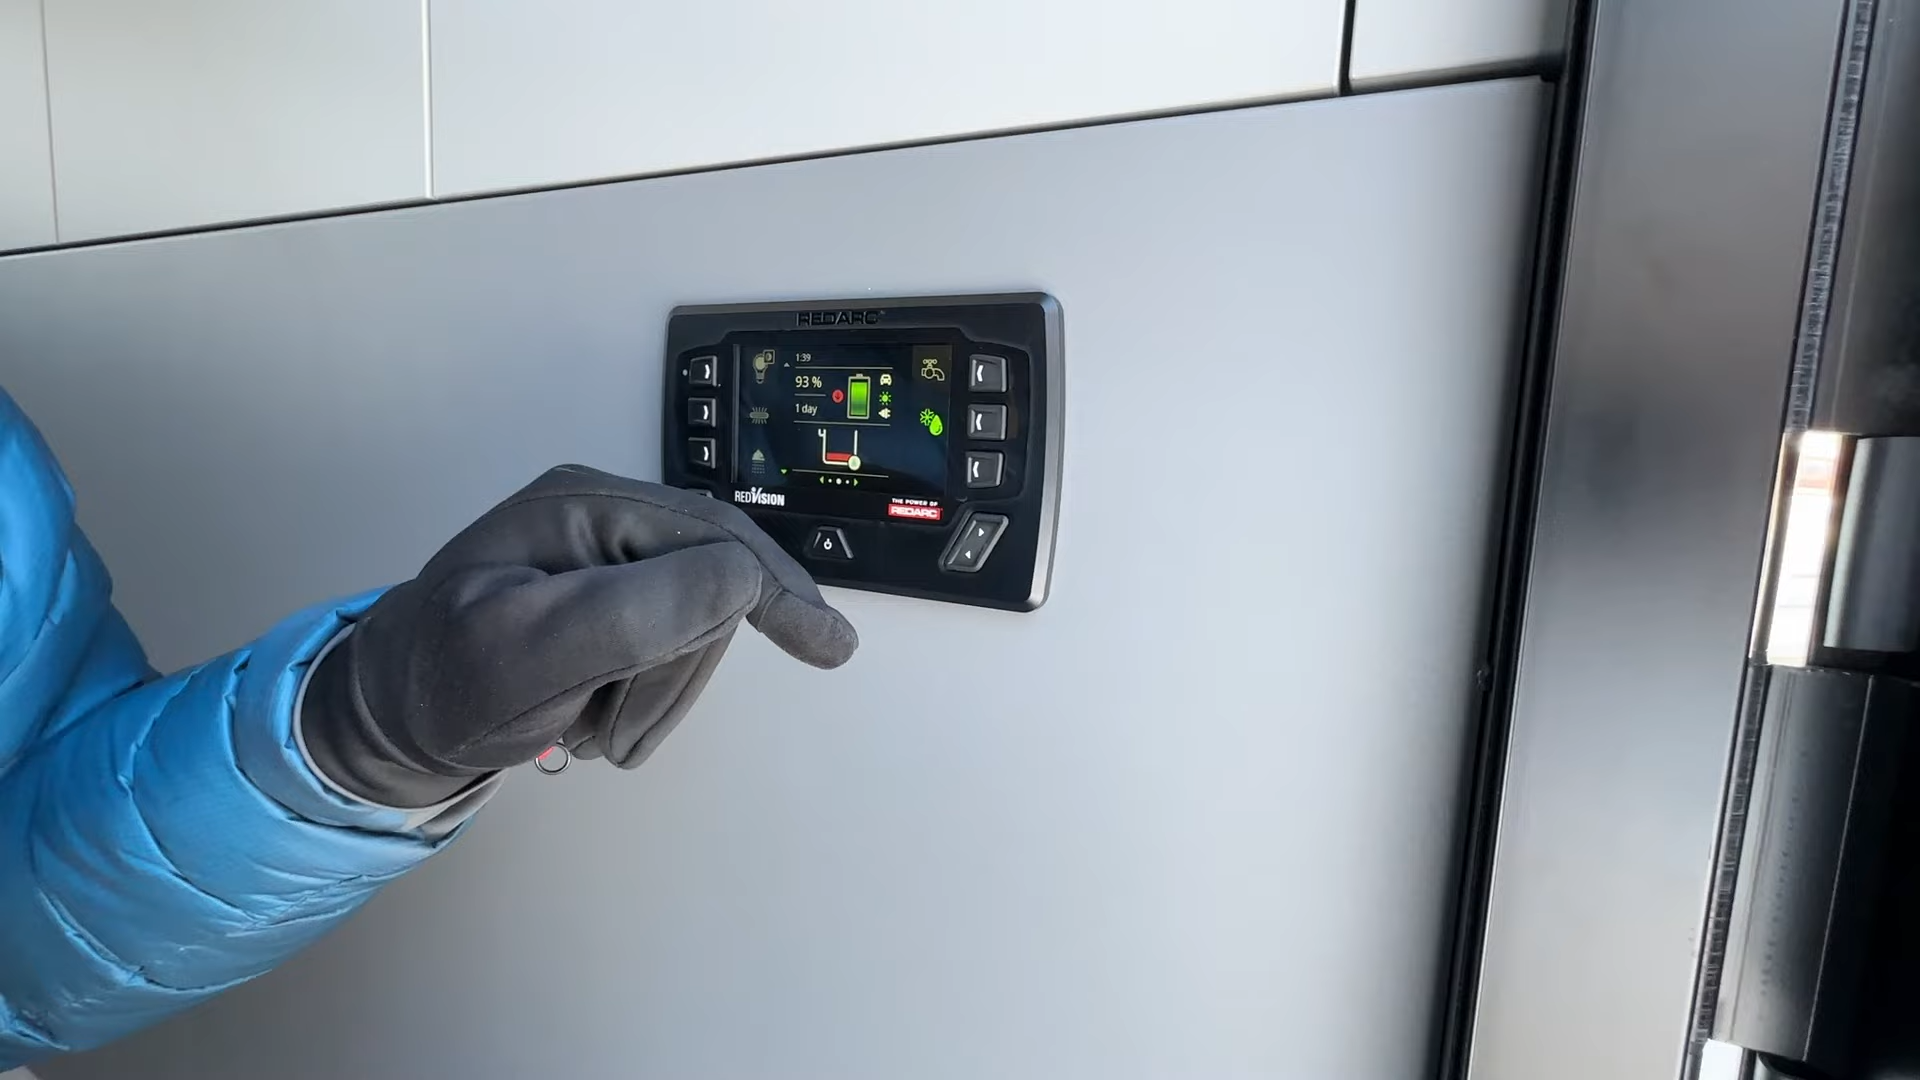 REDARC
1:39
93 %
1 day
REDVISION
THE POWER OF
REDARC